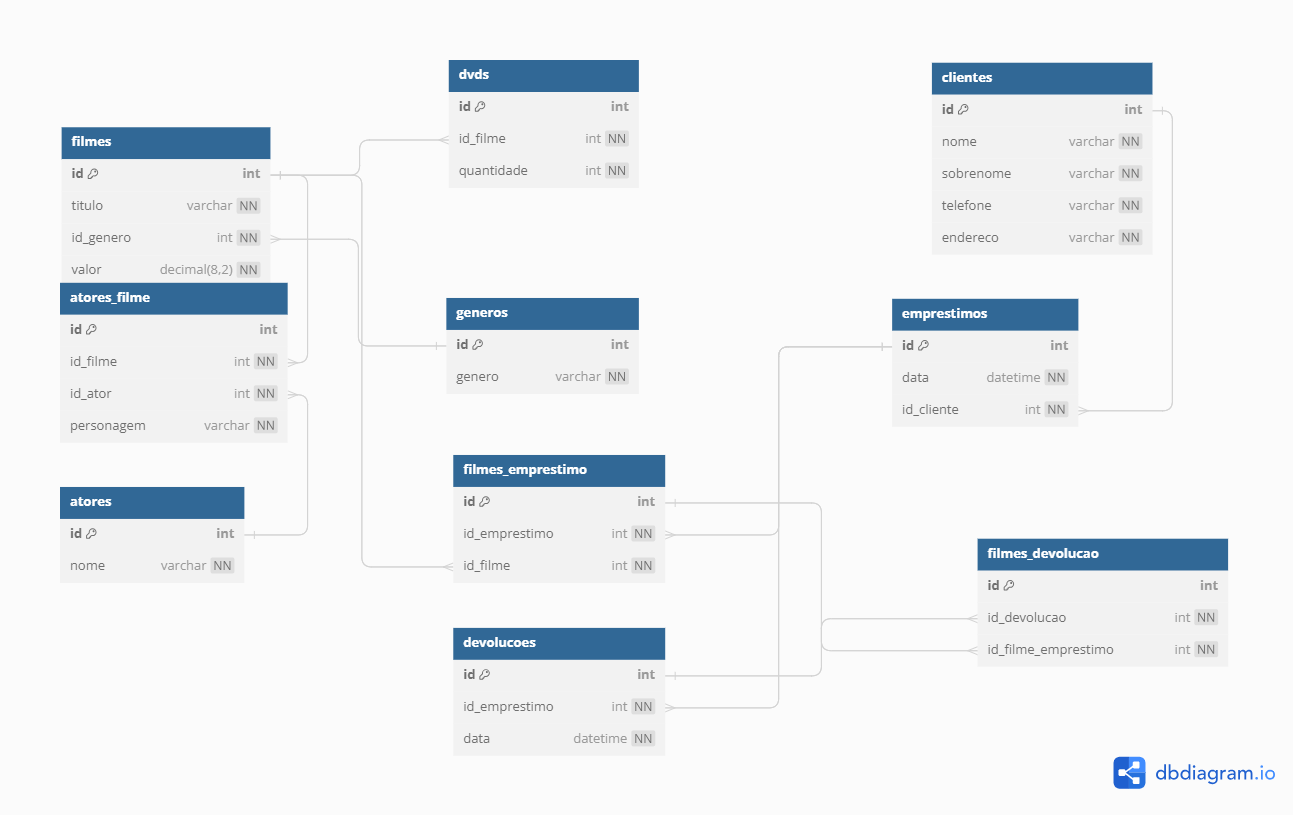 dvds
id int
id_filme int NN
quantidade int NN
clientes
id int
nome varchar NN
sobrenome varchar NN
telefone varchar NN
endereco varchar NN
filmes
id int
titulo varchar NN
id_genero int NN
valor decimal(8,2) NN
atores_filme
id int
id_filme int NN
id_ator int NN
personagem varchar NN
generos
id int
genero varchar NN
emprestimos
id int
data datetime NN
id_cliente int NN
filmes_emprestimo
id int
id_emprestimo int NN
id_filme int NN
atores
id int
nome varchar NN
filmes_devolucao
id int
id_devolucao int NN
id_filme_emprestimo int NN
devolucoes
id int
id_emprestimo int NN
data datetime NN
dbdiagram.io